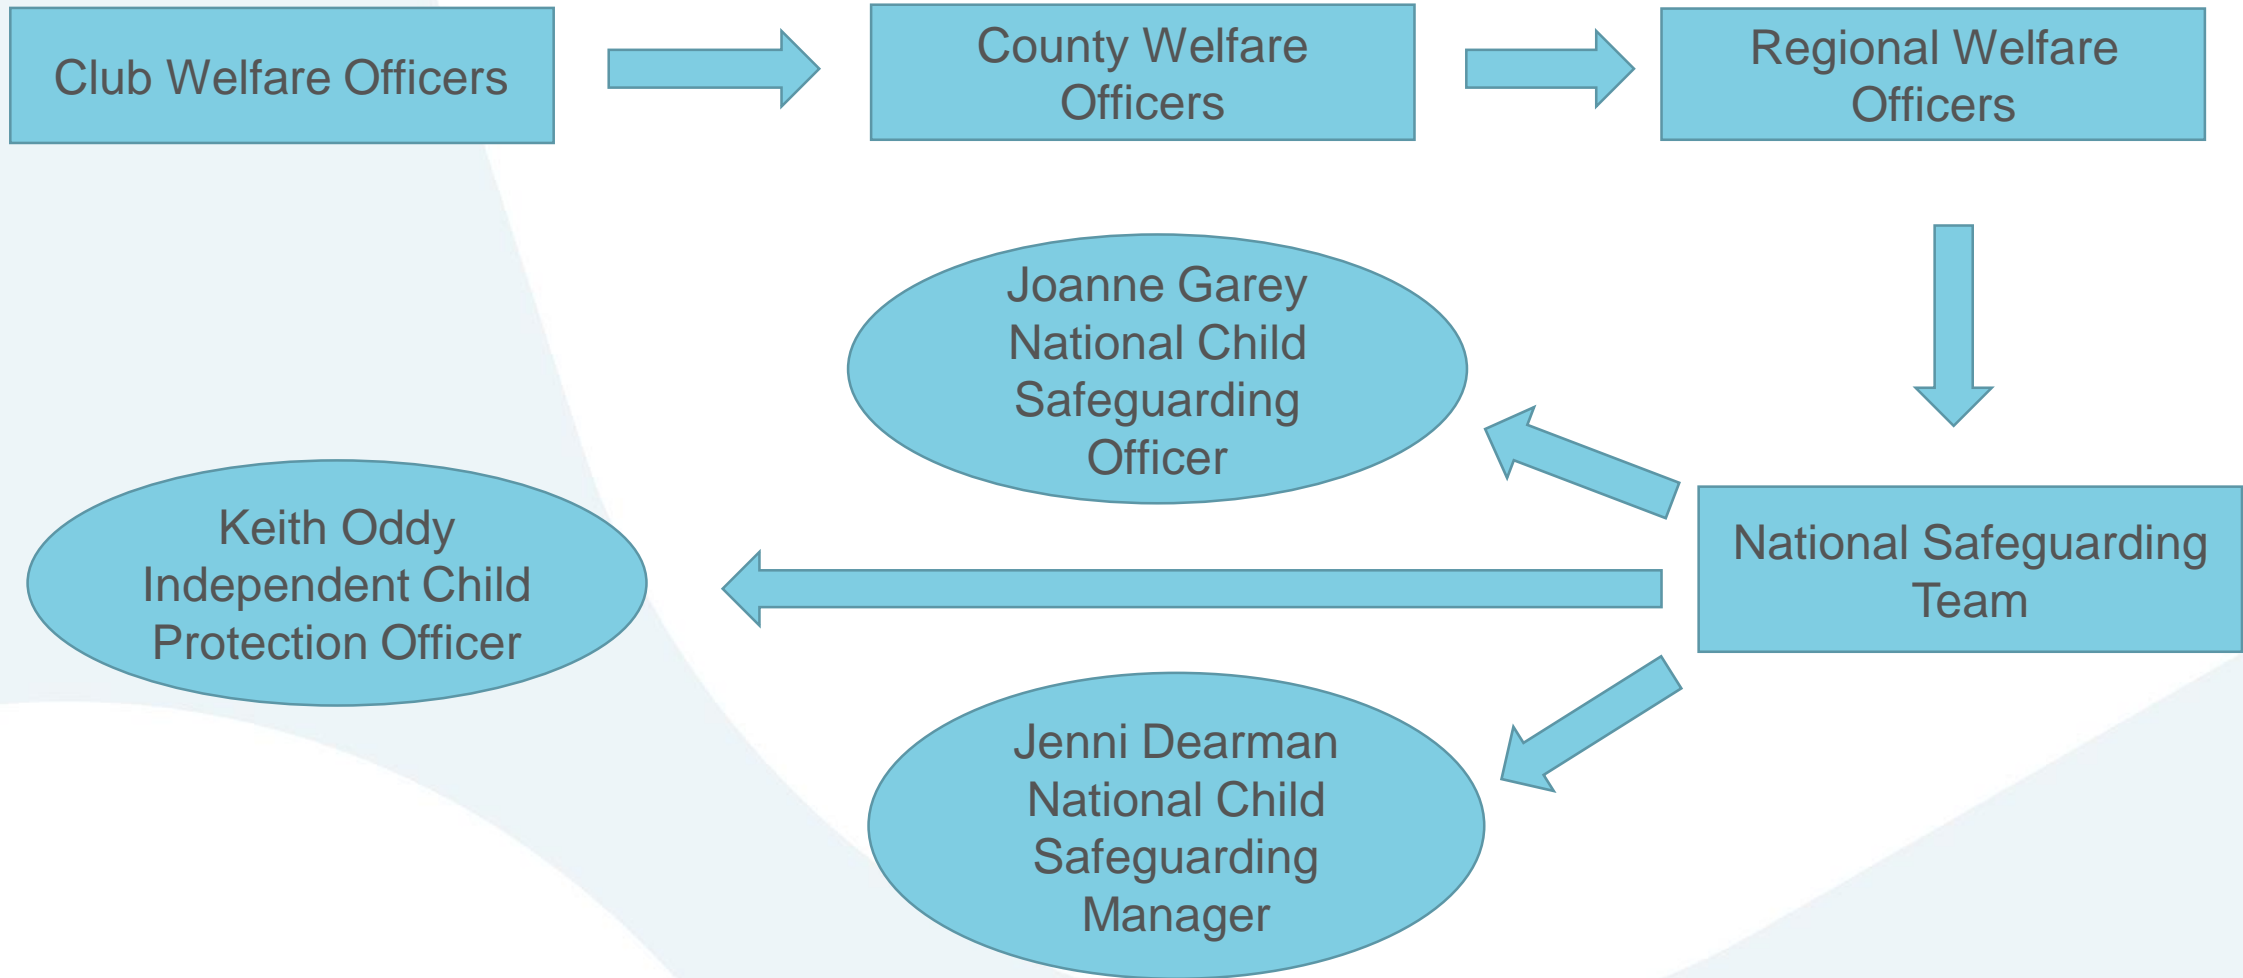 Club Welfare Officers
County Welfare
Officers
Regional Welfare
Officers
Joanne Garey
National Child
Safeguarding
Officer
Keith Oddy
Independent Child
Protection Officer
National Safeguarding
Team
Jenni Dearman
National Child
Safeguarding
Manager